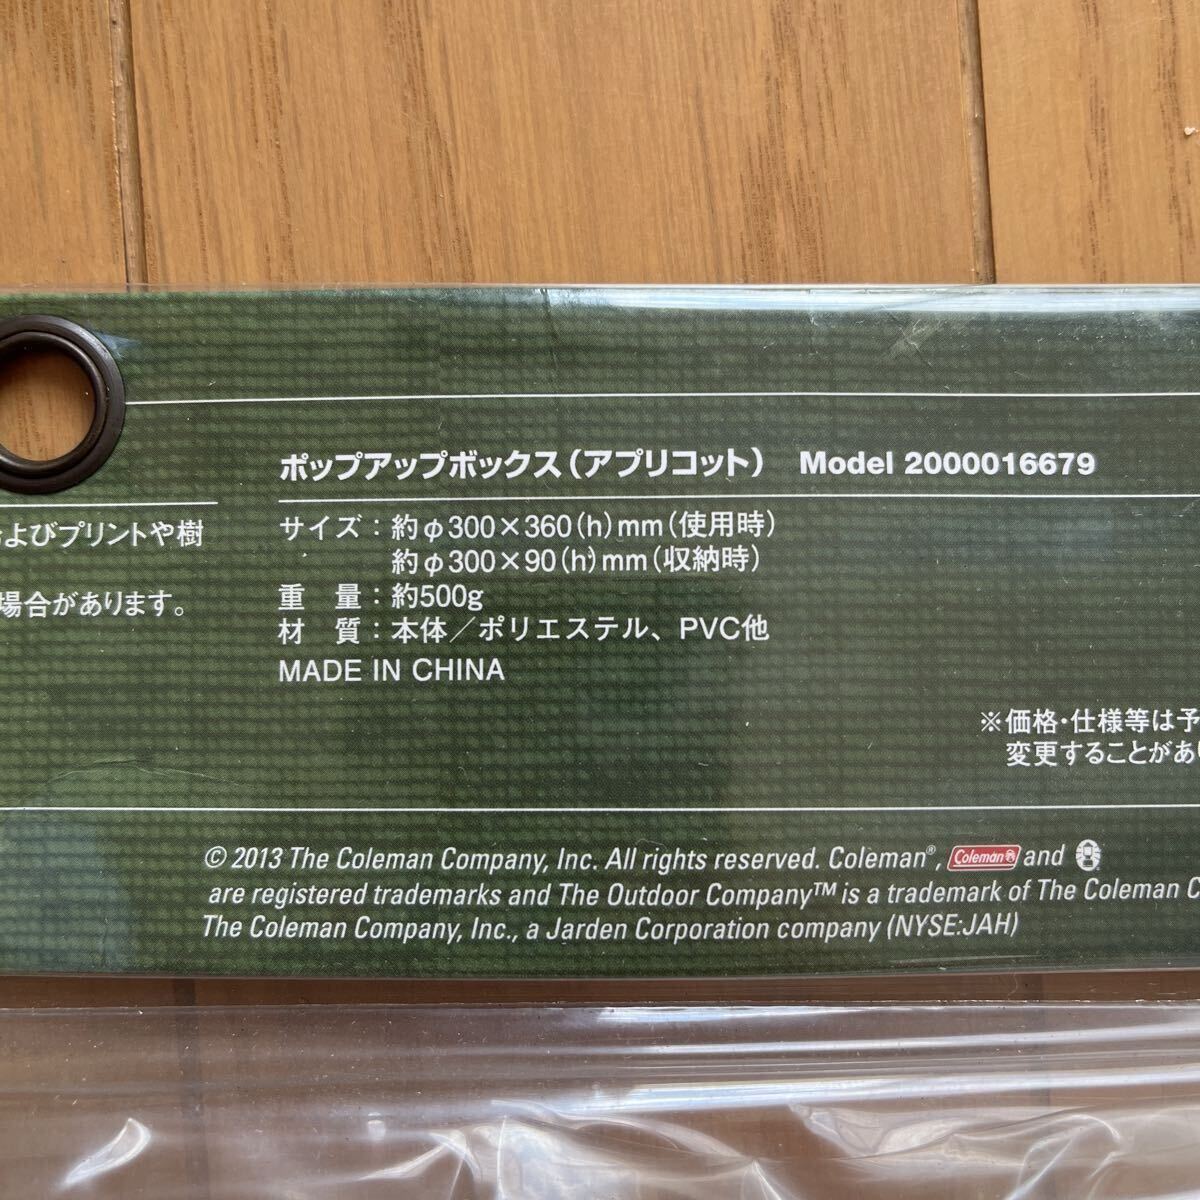 ポップアップボックス（アプリコット） Model 2000016679
およびプリントや樹
場合があります。
サイズ：約φ300×360(h)mm（使用時）
約φ300×90(h)mm（収納時）
重 量：約500g
材 質：本体／ポリエステル、PVC他
MADE IN CHINA
※価格・仕様等は予
変更することがあり
© 2013 The Coleman Company, Inc. All rights reserved. Coleman®, Coleman® and
are registered trademarks and The Outdoor Company™ is a trademark of The Coleman C
The Coleman Company, Inc., a Jarden Corporation company (NYSE:JAH)